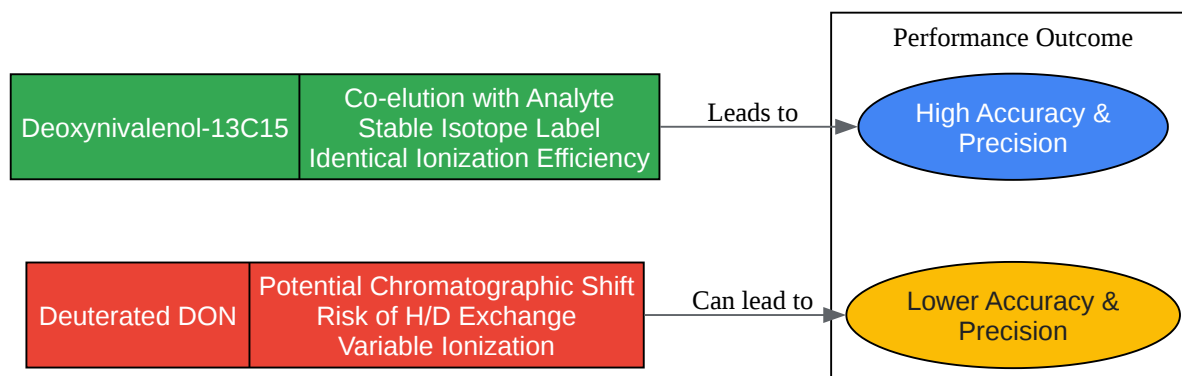 Performance Outcome
Deoxynivalenol-13C15
Co-elution with Analyte
Stable Isotope Label
Identical Ionization Efficiency
Leads to
High Accuracy &
Precision
Deuterated DON
Potential Chromatographic Shift
Risk of H/D Exchange
Variable Ionization
Can lead to
Lower Accuracy &
Precision